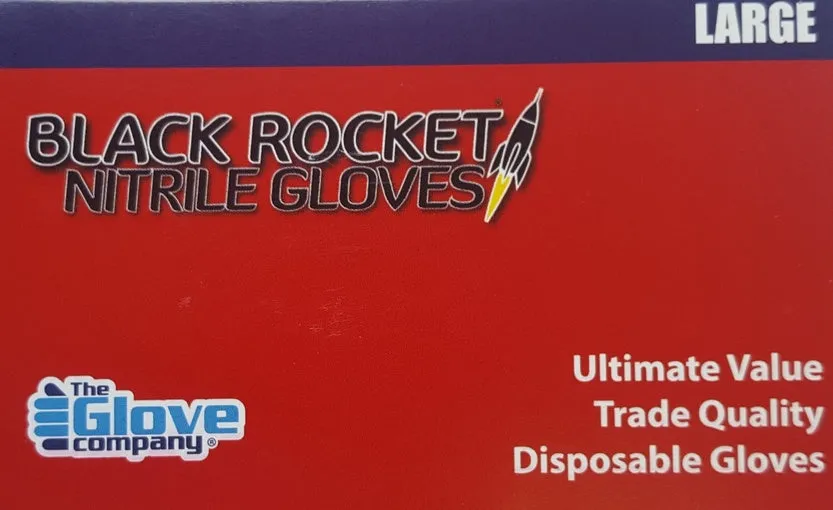 LARGE
BLACK ROCKET
NITRILE GLOVES
The
Glove
company®
Ultimate Value
Trade Quality
Disposable Gloves